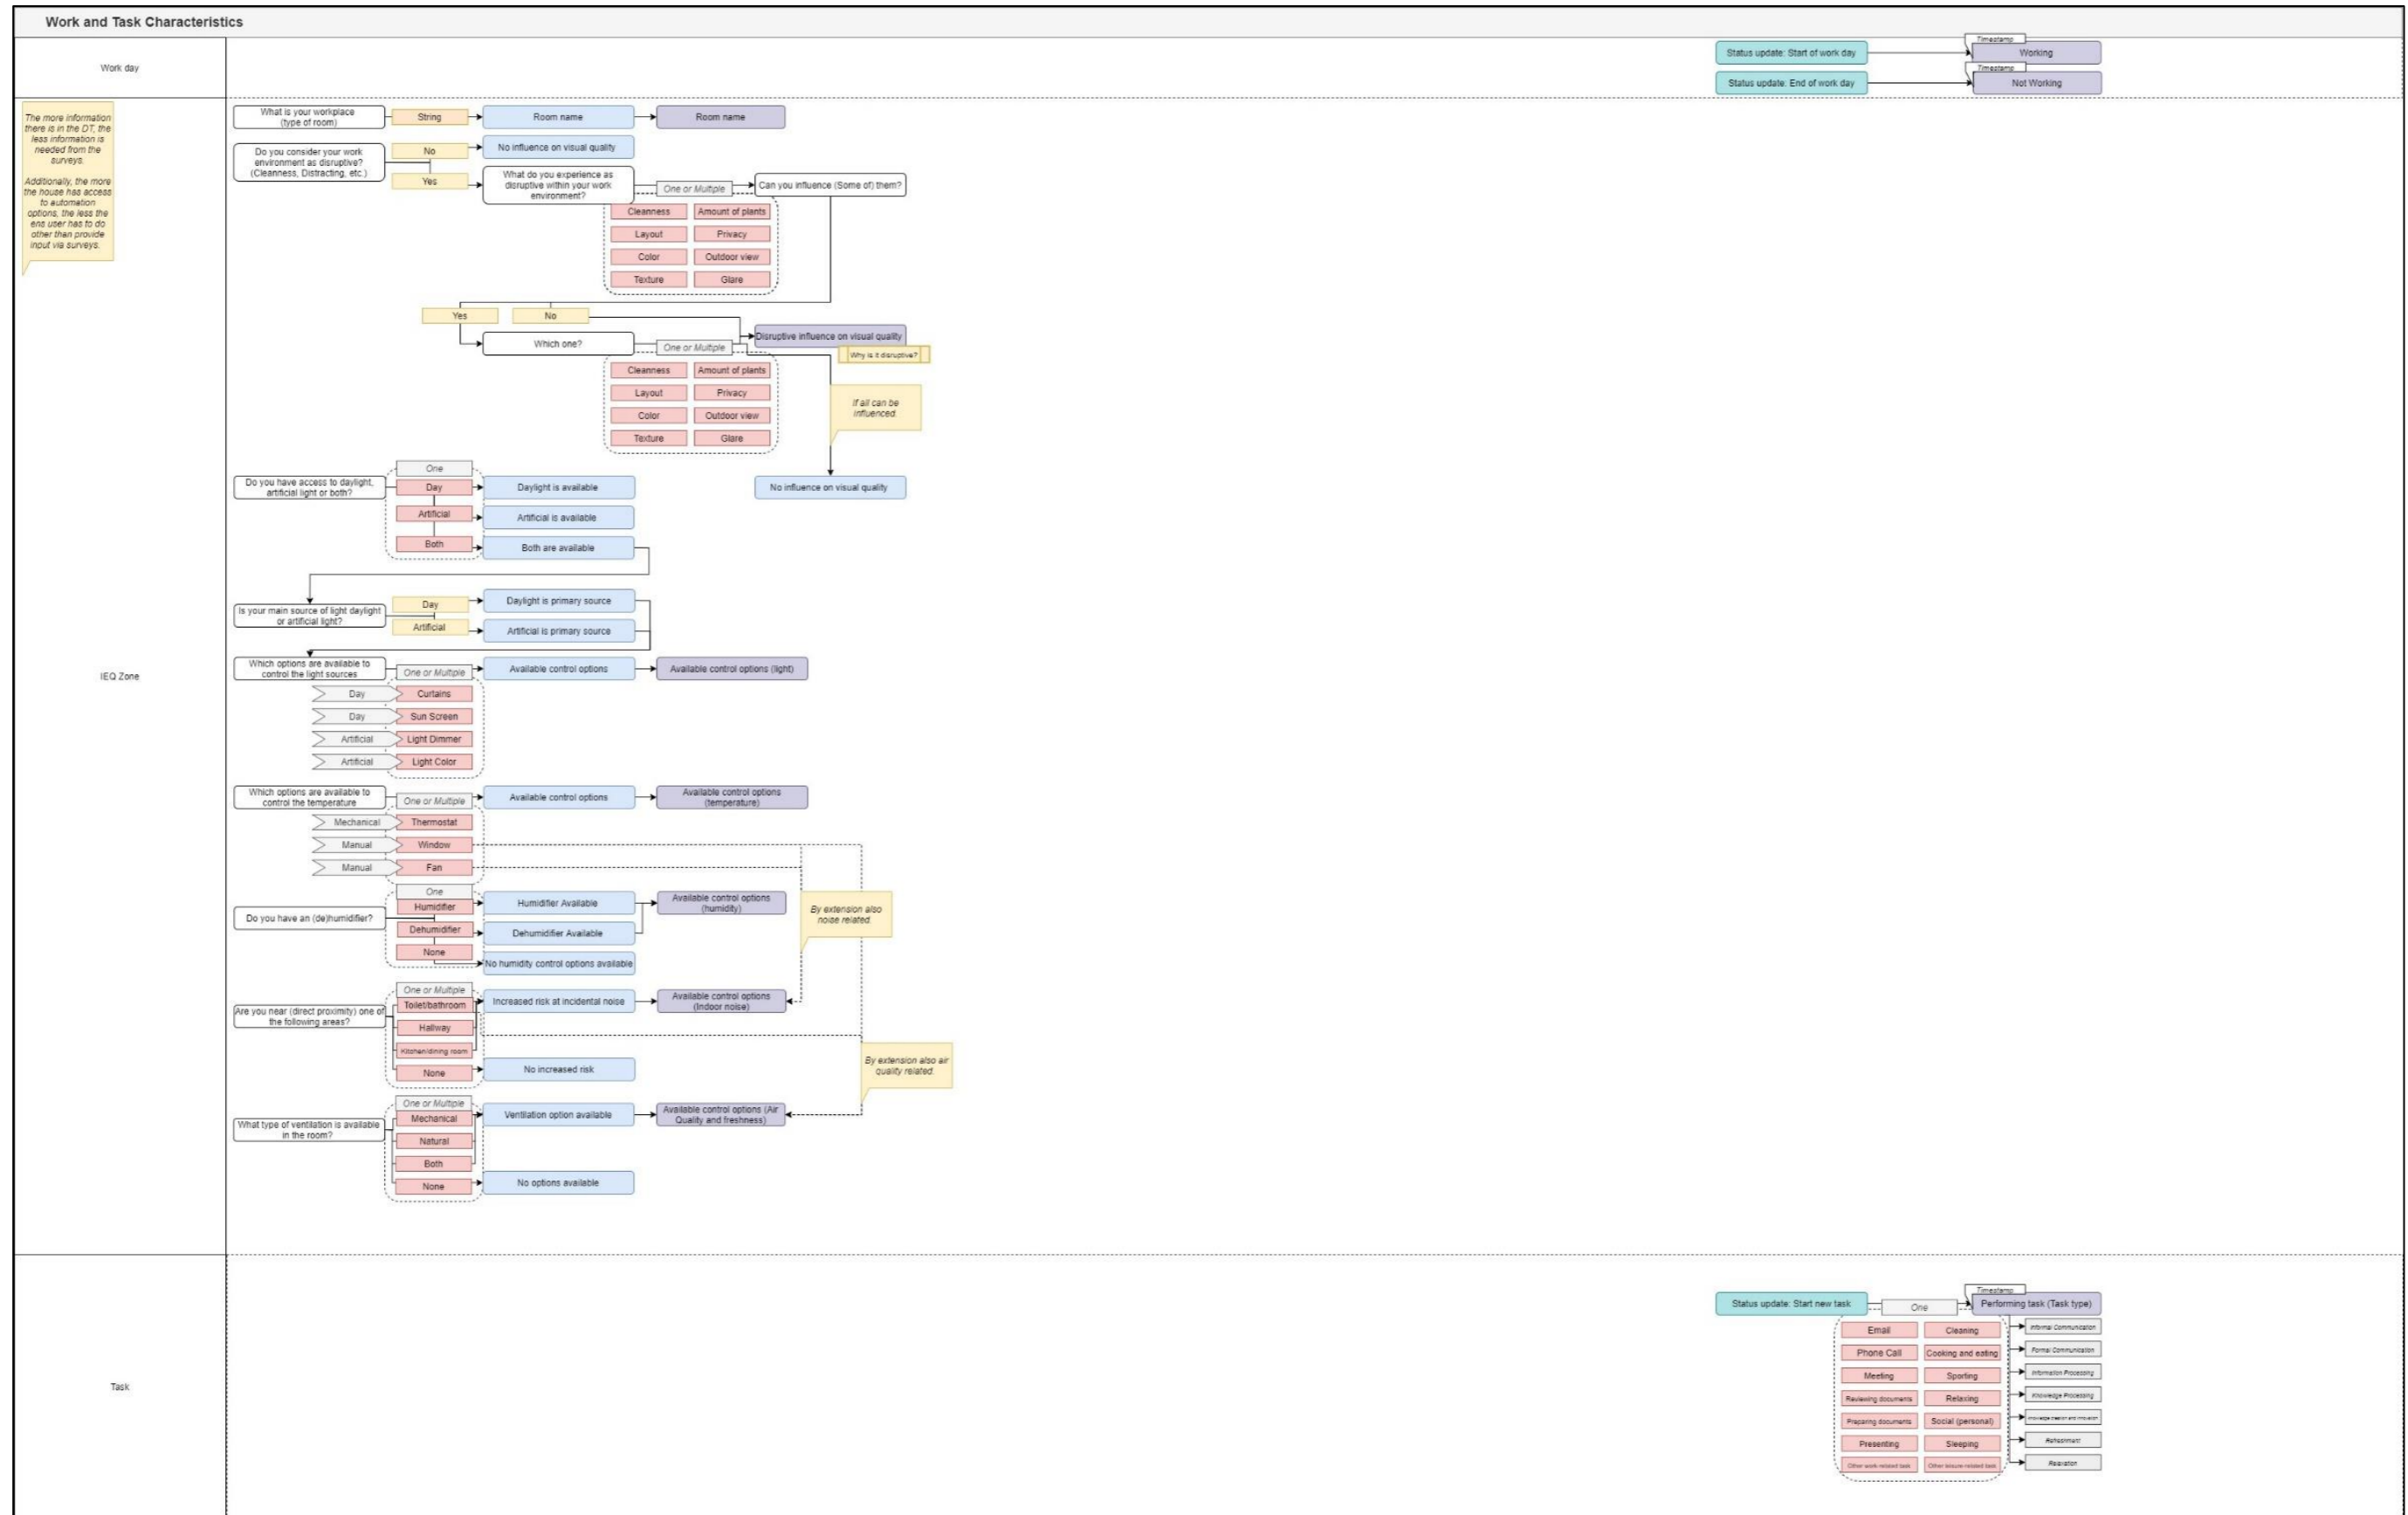 Work and Task Characteristics
Work day
Status update: Start of work day
Timestamp
Working
Status update: End of work day
Timestamp
Not Working
IEQ Zone
The more information
there is in the DT, the
less information is
needed from the
surveys.
Additionally, the more
the house has access
to automation
options, the less the
ens user has to do
other than provide
input via surveys.
What is your workplace
(type of room)
String
Room name
Room name
Do you consider your work
environment as disruptive?
(Cleanness, Distracting, etc.)
No
No influence on visual quality
Yes
What do you experience as
disruptive within your work
environment?
One or Multiple
Can you influence (Some of) them?
Cleanness
Amount of plants
Layout
Privacy
Color
Outdoor view
Texture
Glare
Yes
No
Which one?
One or Multiple
Disruptive influence on visual quality
Why is it disruptive?
Cleanness
Amount of plants
Layout
Privacy
Color
Outdoor view
Texture
Glare
If all can be
influenced.
No influence on visual quality
Do you have access to daylight,
artificial light or both?
One
Day
Daylight is available
Artificial
Artificial is available
Both
Both are available
Is your main source of light daylight
or artificial light?
Day
Daylight is primary source
Artificial
Artificial is primary source
Which options are available to
control the light sources
One or Multiple
Available control options
Available control options (light)
Day
Curtains
Day
Sun Screen
Artificial
Light Dimmer
Artificial
Light Color
Which options are available to
control the temperature
One or Multiple
Available control options
Available control options
(temperature)
Mechanical
Thermostat
Manual
Window
Manual
Fan
Do you have an (de)humidifier?
One
Humidifier
Humidifier Available
Available control options
(humidity)
Dehumidifier
Dehumidifier Available
None
No humidity control options available
By extension also
noise related.
Are you near (direct proximity) one of
the following areas?
One or Multiple
Toilet/bathroom
Increased risk at incidental noise
Available control options
(Indoor noise)
Hallway
Kitchen/dining room
None
No increased risk
By extension also air
quality related.
What type of ventilation is available
in the room?
One or Multiple
Mechanical
Ventilation option available
Available control options (Air
Quality and freshness)
Natural
Both
None
No options available
Task
Status update: Start new task
One
Timestamp
Performing task (Task type)
Email
Cleaning
Informal Communication
Phone Call
Cooking and eating
Formal Communication
Meeting
Sporting
Information Processing
Reviewing documents
Relaxing
Knowledge Processing
Preparing documents
Social (personal)
Knowledge creation and innovation
Presenting
Sleeping
Refreshment
Other work-related task
Other leisure-related task
Relaxation